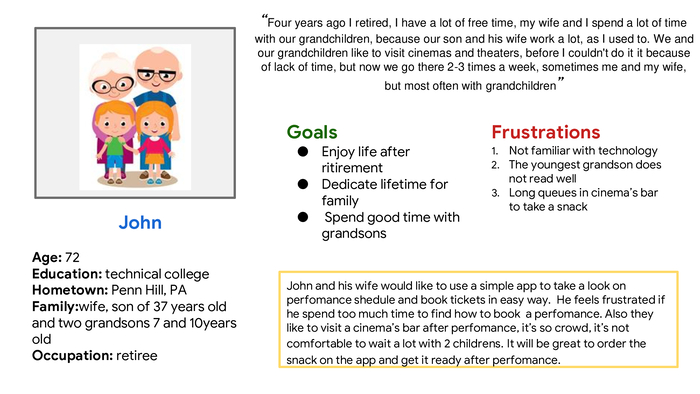 “Four years ago I retired, I have a lot of free time, my wife and I spend a lot of time
with our grandchildren, because our son and his wife work a lot, as I used to. We and
our grandchildren like to visit cinemas and theaters, before I couldn't do it it because
of lack of time, but now we go there 2-3 times a week, sometimes me and my wife,
but most often with grandchildren”
John
Age: 72
Education: technical college
Hometown: Penn Hill, PA
Family:wife, son of 37 years old
and two grandsons 7 and 10years
old
Occupation: retiree
Goals
● Enjoy life after
ritirement
● Dedicate lifetime for
family
● Spend good time with
grandsons
Frustrations
1. Not familiar with technology
2. The youngest grandson does
not read well
3. Long queues in cinema's bar
to take a snack
John and his wife would like to use a simple app to take a look on
perfomance shedule and book tickets in easy way. He feels frustrated if
he spend too much time to find how to book a perfomance. Also they
like to visit a cinema's bar after perfomance, it's so crowd, it's not
comfortable to wait a lot with 2 childrens. It will be great to order the
snack on the app and get it ready after perfomance.